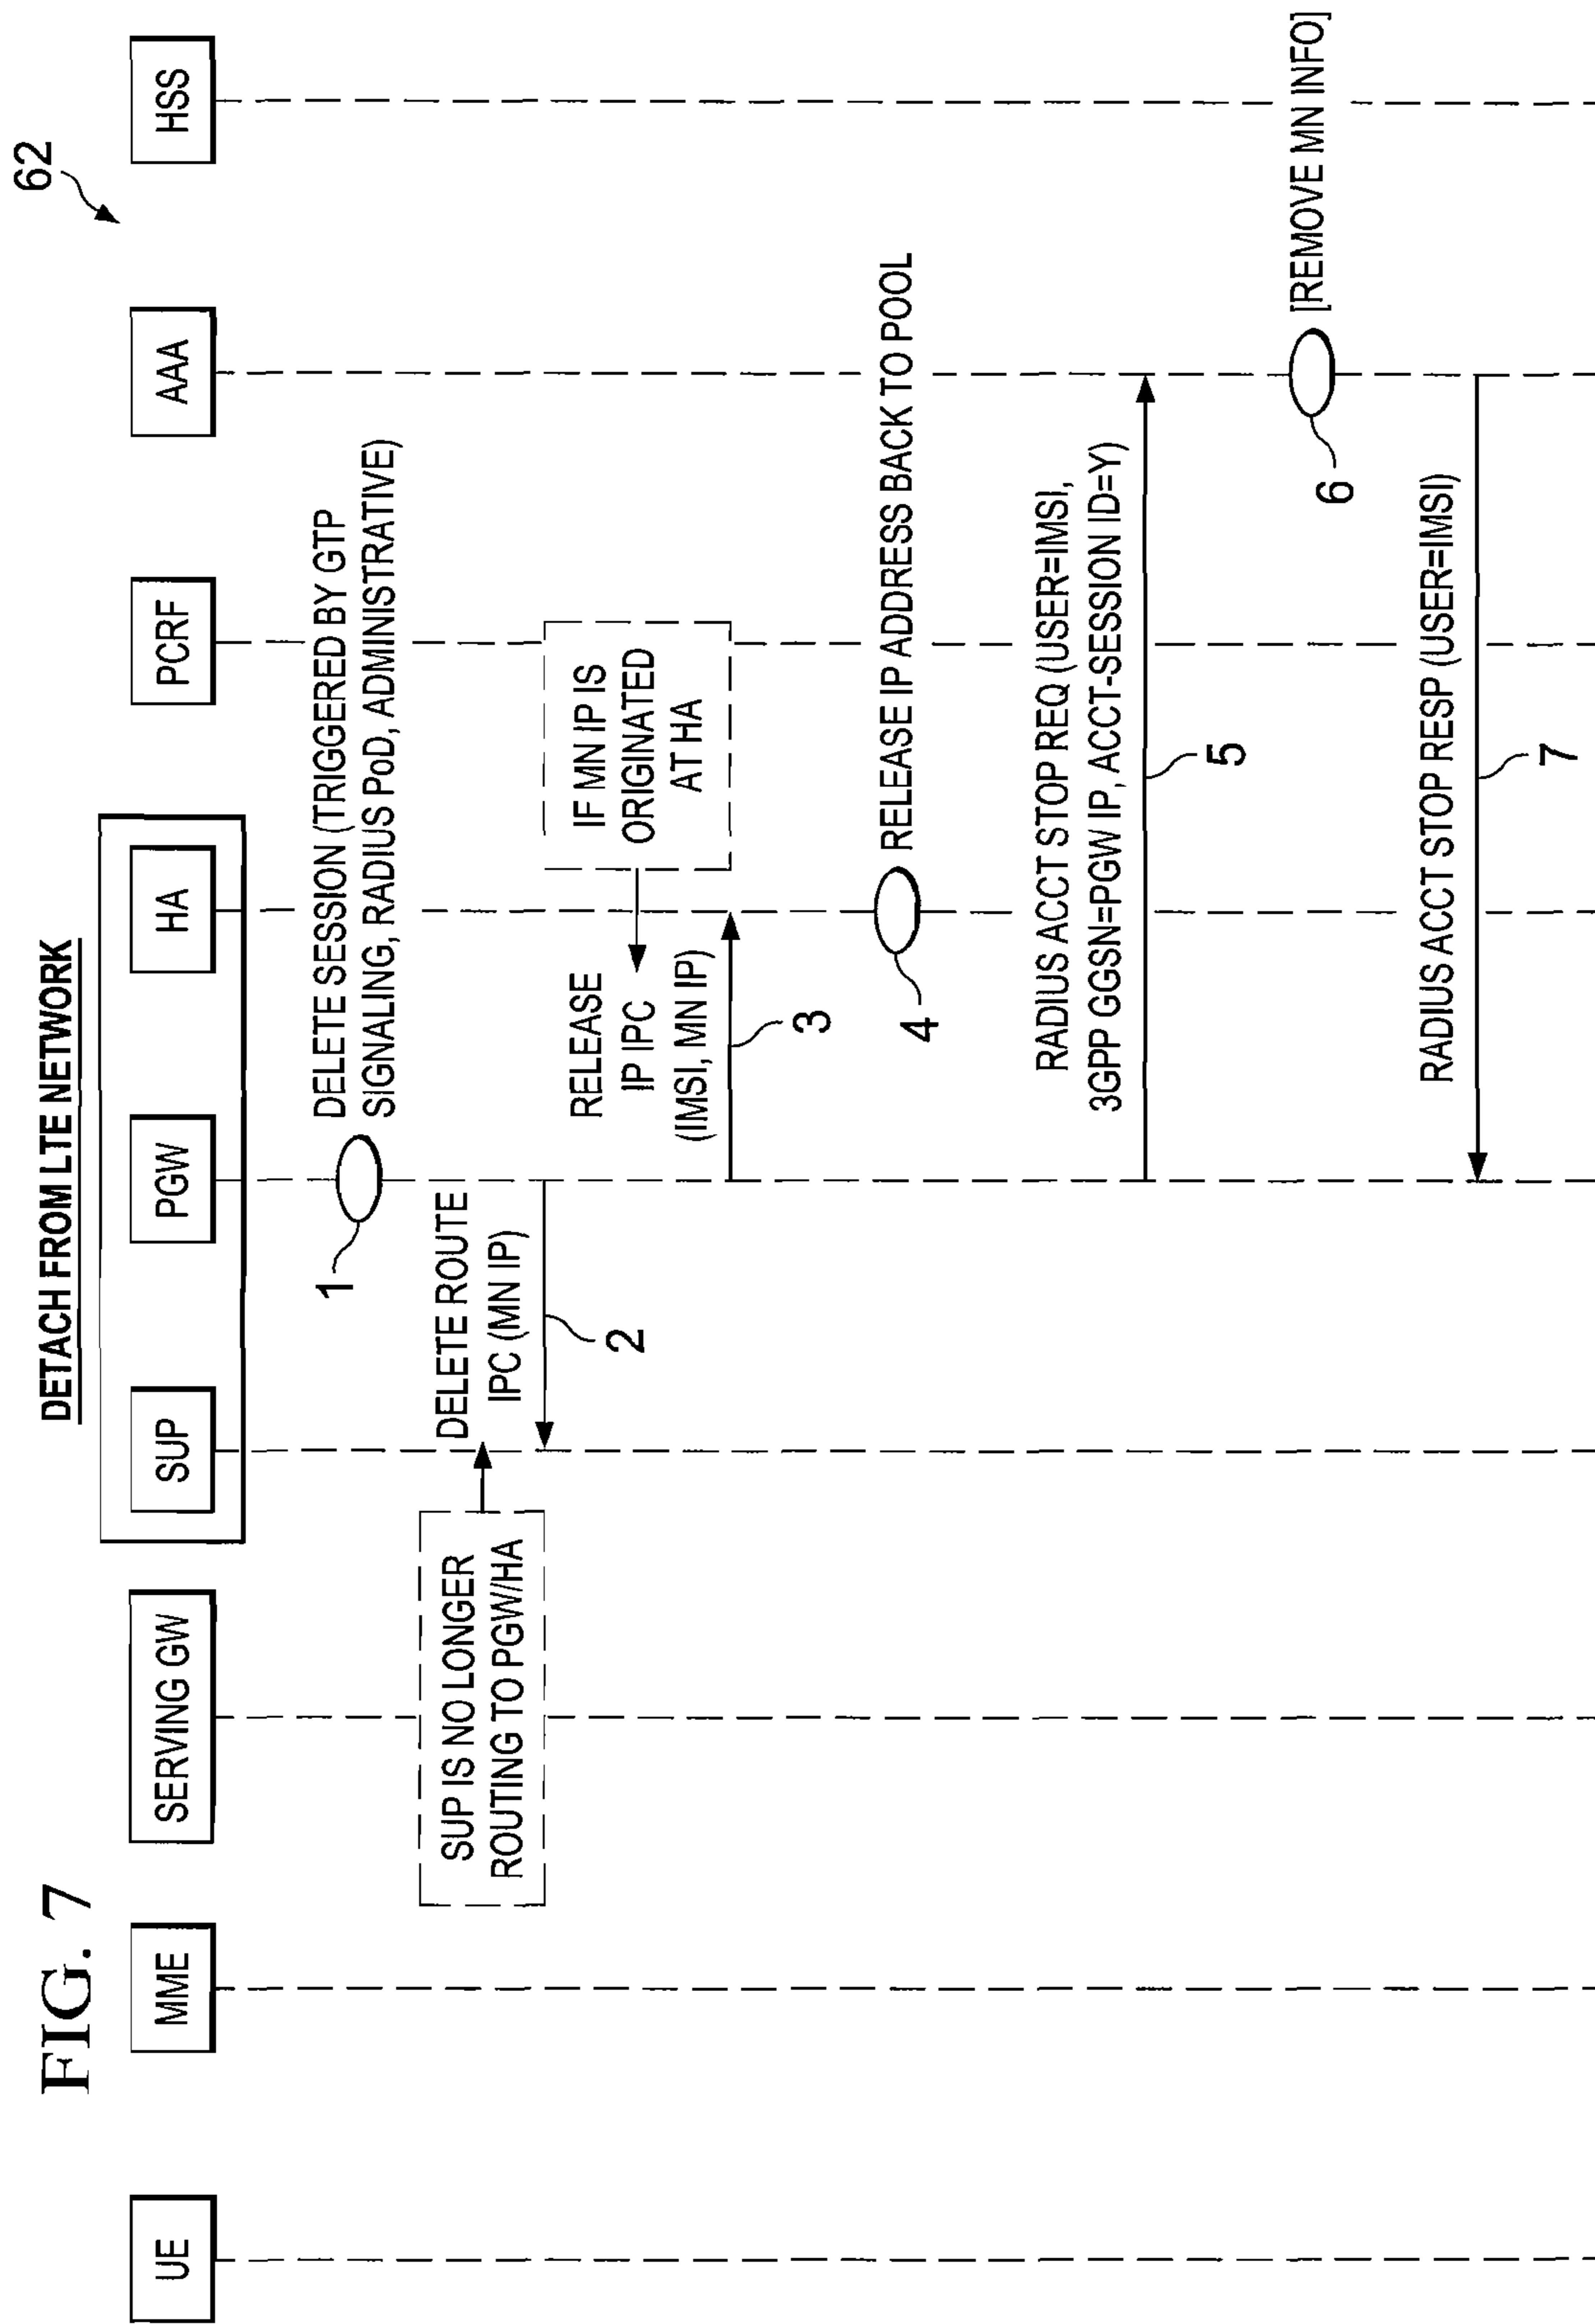 FIG. 7
DETACH FROM LTE NETWORK
62
UE
MME
SERVING GW
SUP
PGW
HA
PCRF
AAA
HSS
1
DELETE SESSION (TRIGGERED BY GTP
SIGNALING, RADIUS PoD, ADMINISTRATIVE)
SUP IS NO LONGER
ROUTING TO PGW/HA
DELETE ROUTE
IPC (MN IP)
2
RELEASE
IP IPC
(IMSI, MN IP)
3
IF MN IP IS
ORIGINATED
AT HA
4
RELEASE IP ADDRESS BACK TO POOL
RADIUS ACCT STOP REQ (USER=IMSI,
3GPP GGSN=PGW IP, ACCT-SESSION ID=Y)
5
6
[REMOVE MN INFO]
RADIUS ACCT STOP RESP (USER=IMSI)
7